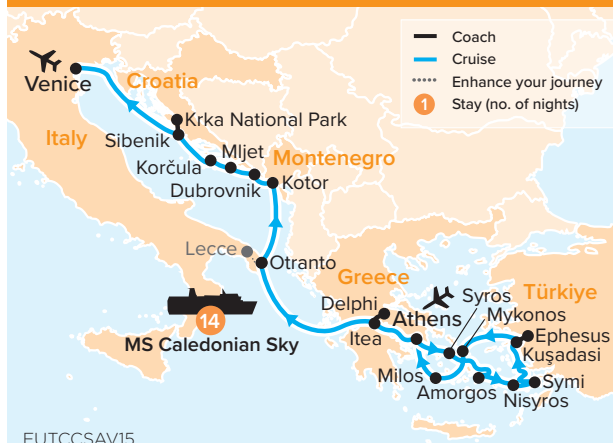 Coach
Cruise
Enhance your journey
1 Stay (no. of nights)
Venice
Croatia
Krka National Park
Italy
Sibenik
Mljet
Korčula
Montenegro
Dubrovnik
Kotor
Lecce
Otranto
Greece
Syros
Türkiye
Delphi
Athens
Mykonos
14
Ephesus
Itea
Kuşadasi
MS Caledonian Sky
Milos
Symi
Amorgos
Nisyros
EUTCCSAV15